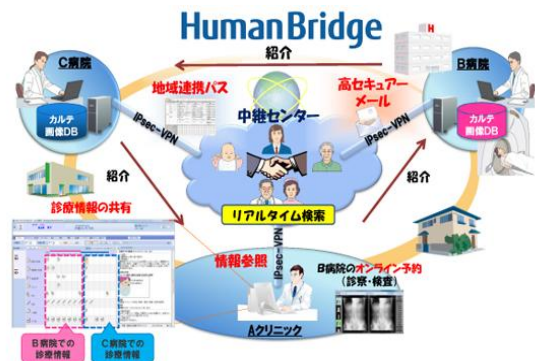 HumanBridge
紹介
H
C病院
B病院
地域連携パス
高セキュアー
メール
中継センター
カルテ
画像DB
カルテ
画像DB
IPsec-VPN
IPsec-VPN
紹介
紹介
リアルタイム検索
診療情報の共有
IPsec-VPN
情報参照
B病院のオンライン予約
(診察・検査)
Aクリニック
B病院での
診療情報
C病院での
診療情報